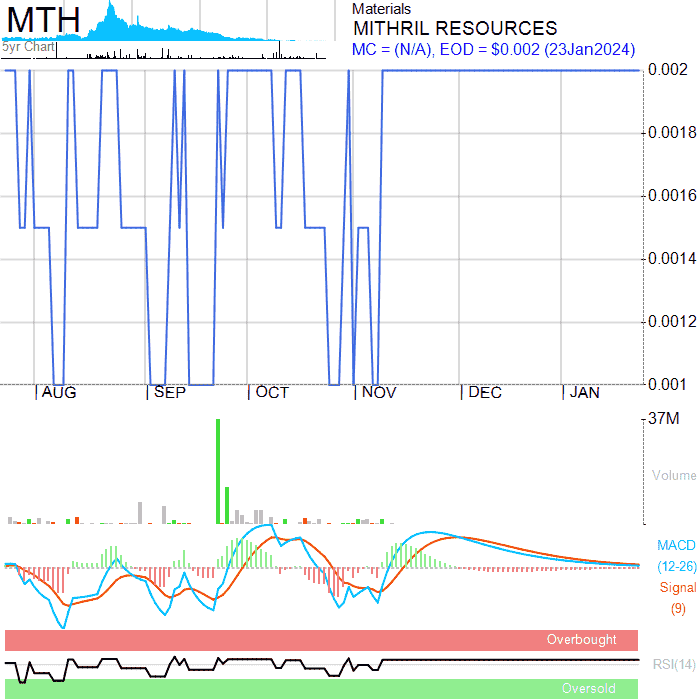 MTH
Materials
MITHRIL RESOURCES
MC = (N/A), EOD = $0.002 (23Jan2024)
5yr Chart
0.002
0.0018
0.0016
0.0014
0.0012
0.001
AUG SEP OCT NOV DEC JAN
37M
Volume
MACD
(12-26)
Signal
(9)
Overbought
RSI(14)
Oversold